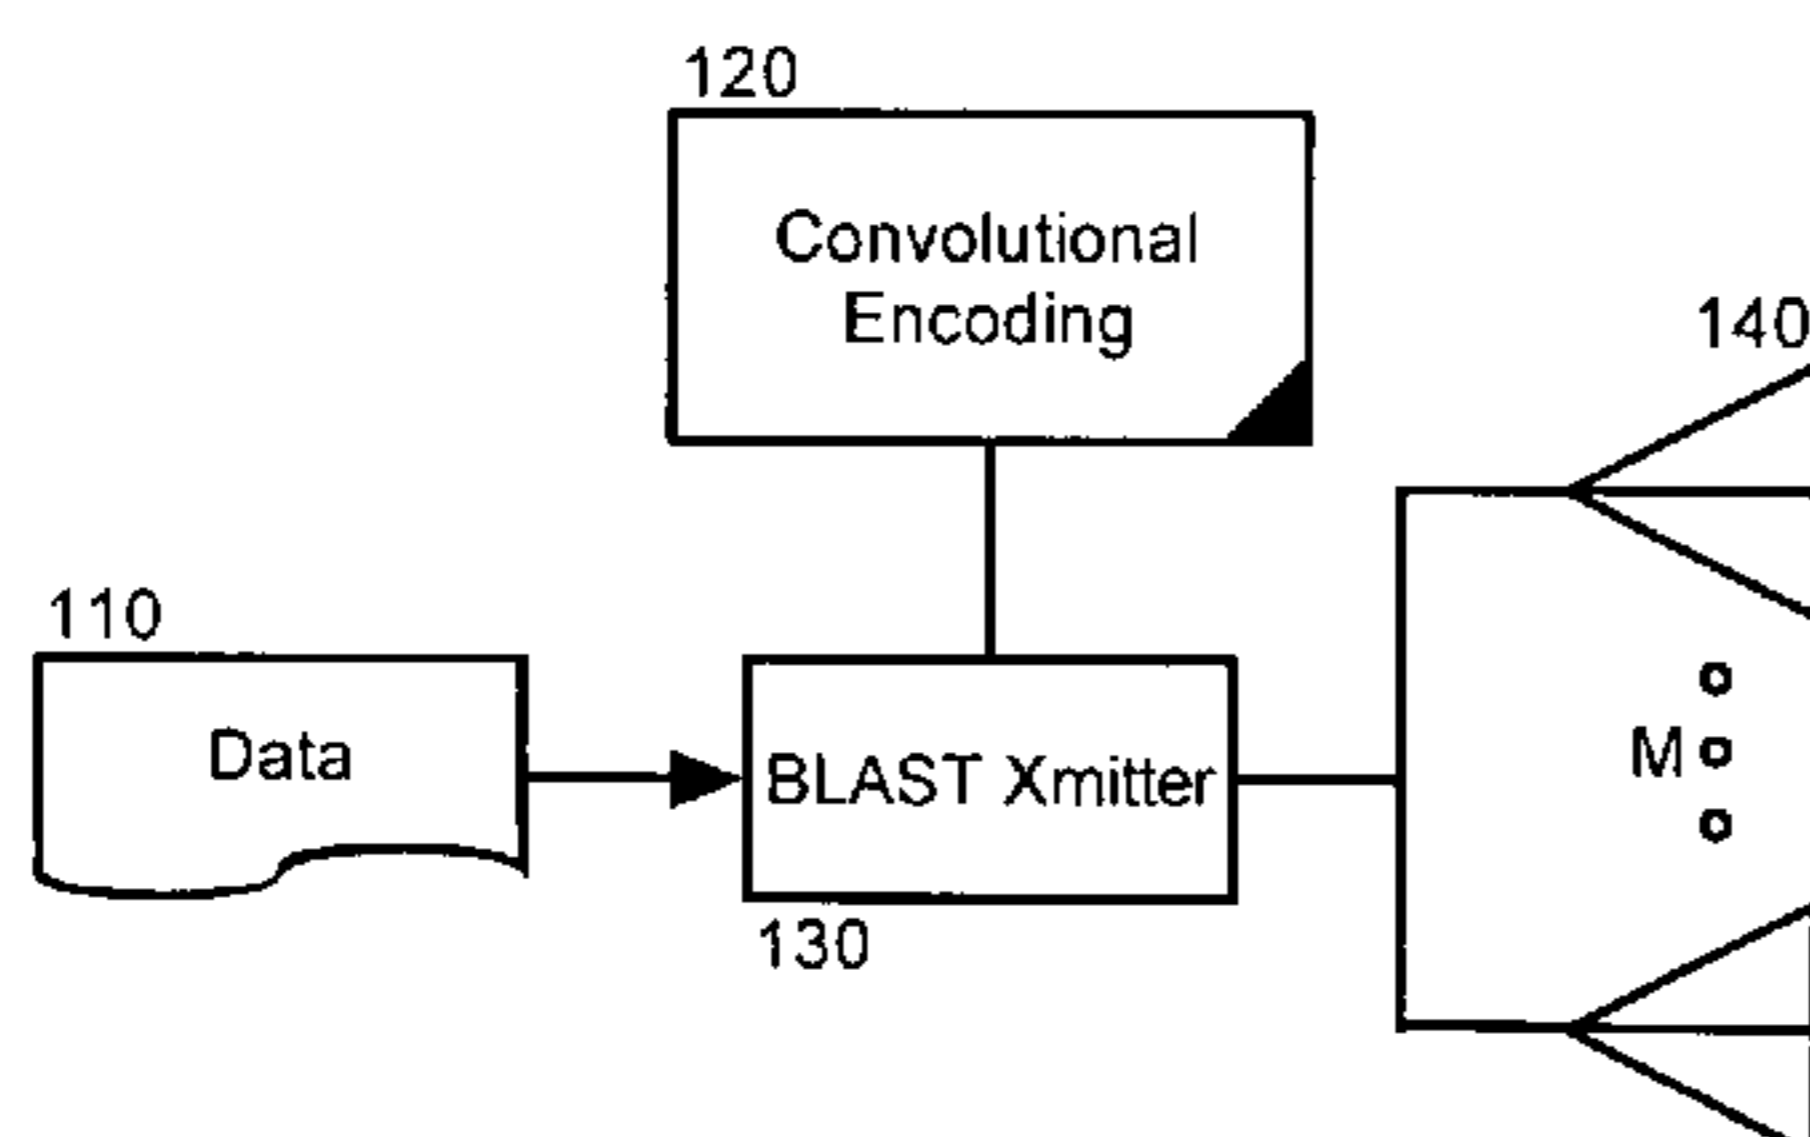 120
Convolutional
Encoding
140
110
Data
BLAST Xmitter
M
130